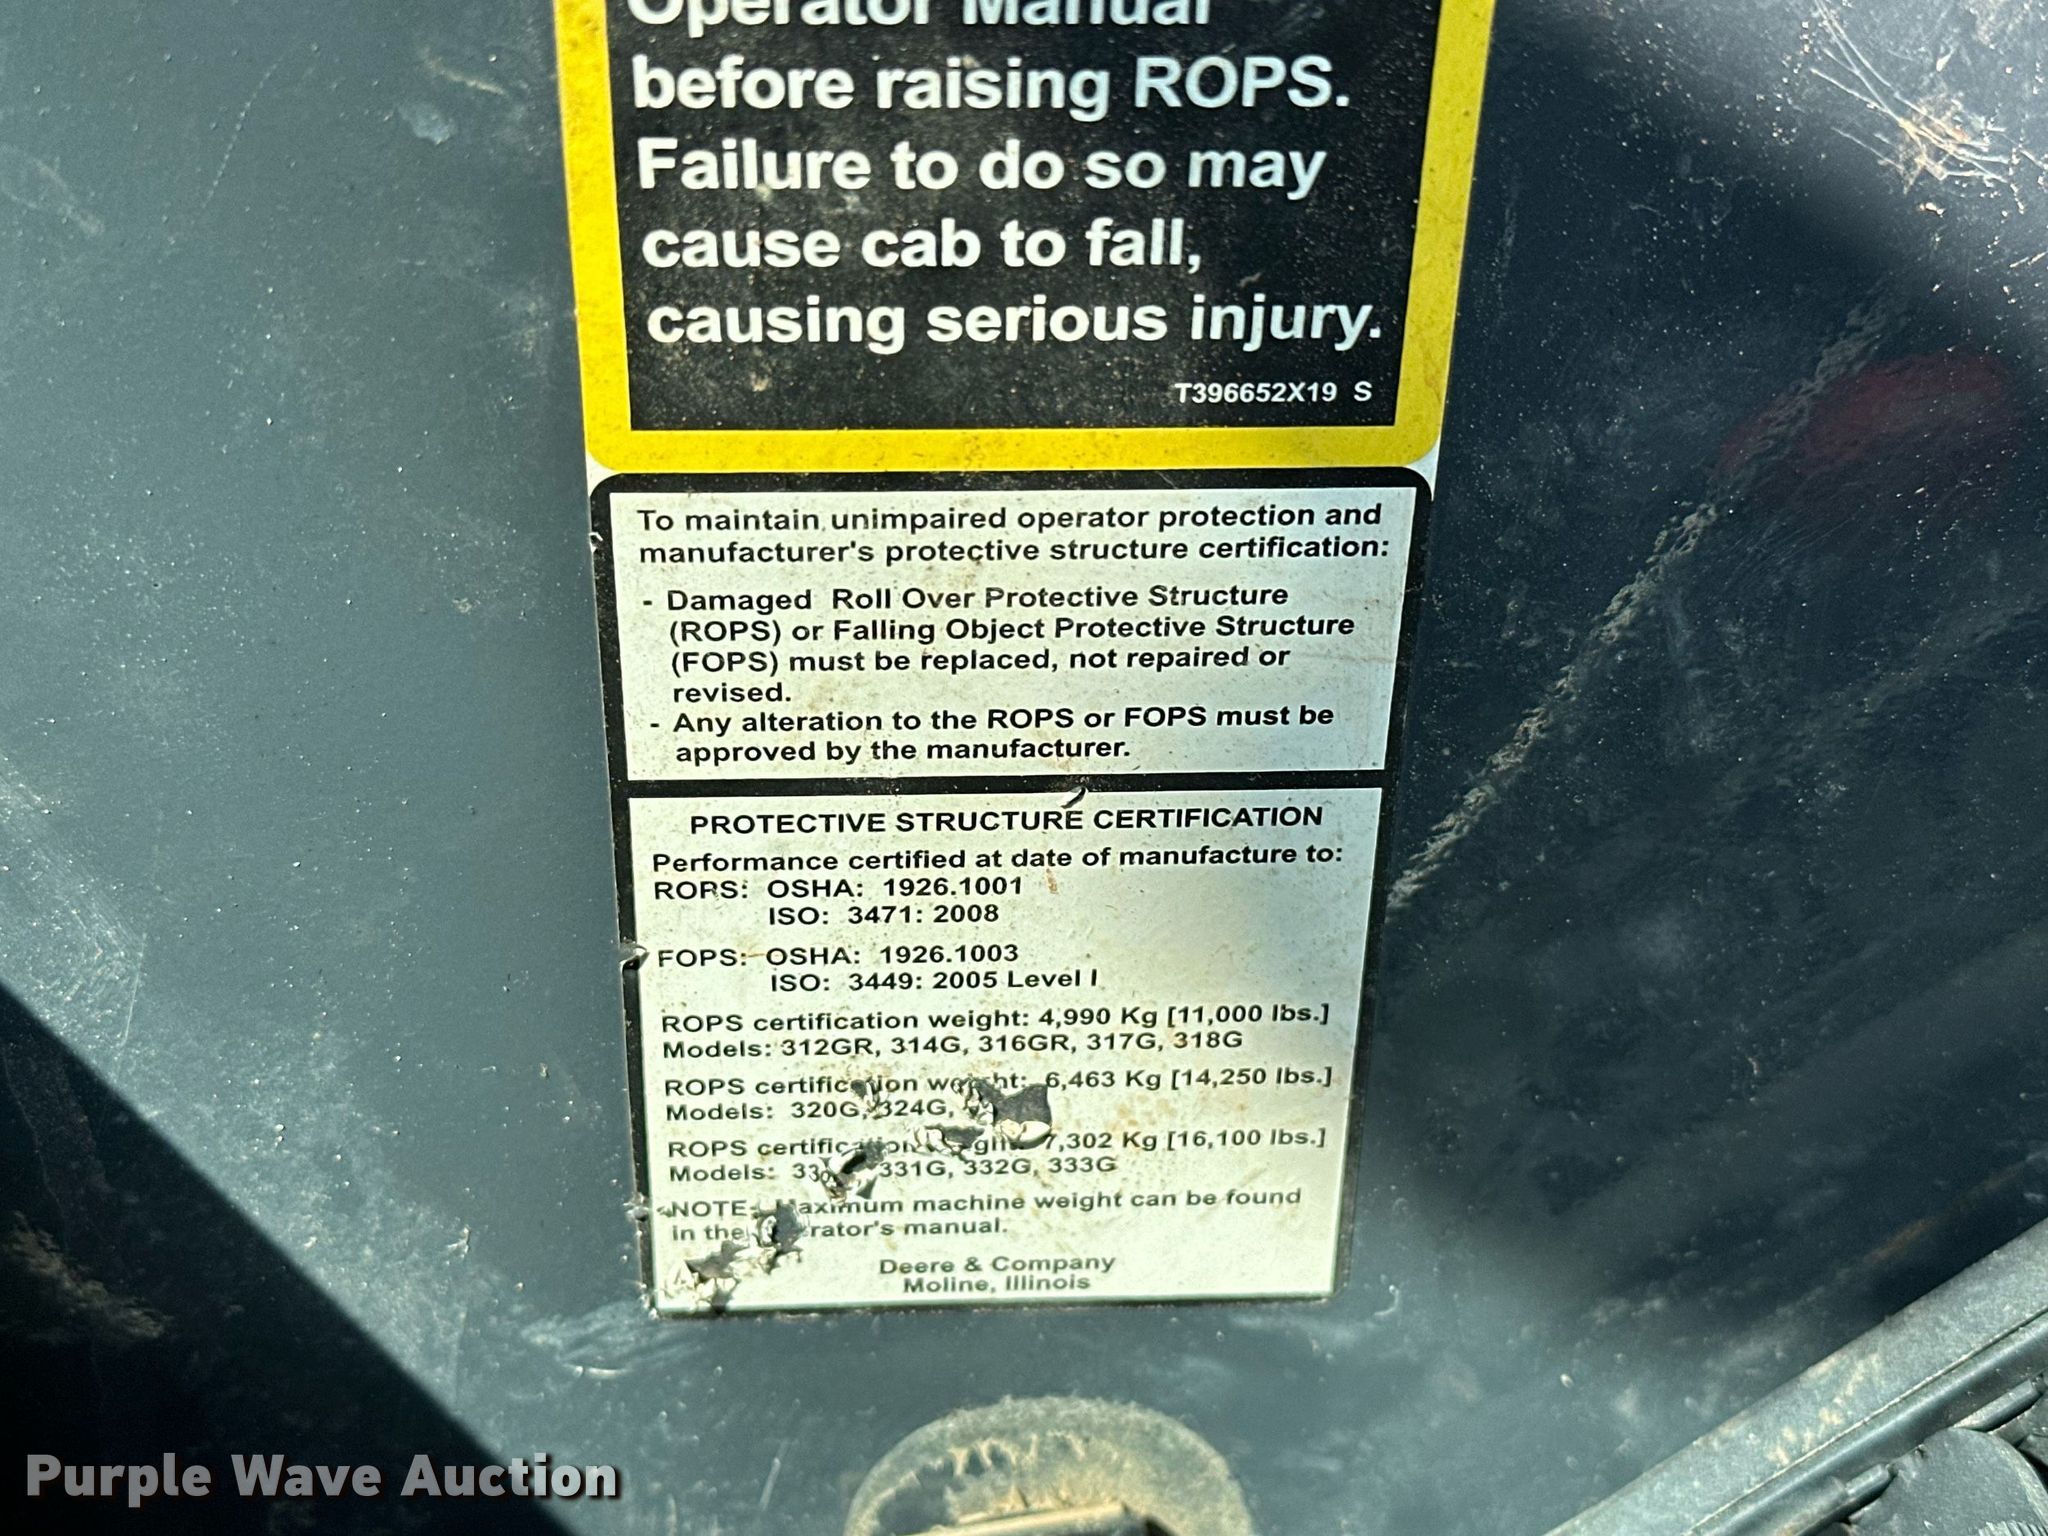 Operator Manual
before raising ROPS.
Failure to do so may
cause cab to fall,
causing serious injury.
T396652X19 S
To maintain unimpaired operator protection and
manufacturer's protective structure certification:
- Damaged Roll Over Protective Structure
(ROPS) or Falling Object Protective Structure
(FOPS) must be replaced, not repaired or
revised.
- Any alteration to the ROPS or FOPS must be
approved by the manufacturer.
PROTECTIVE STRUCTURE CERTIFICATION
Performance certified at date of manufacture to:
ROPS: OSHA: 1926.1001
ISO: 3471: 2008
FOPS: OSHA: 1926.1003
ISO: 3449: 2005 Level I
ROPS certification weight: 4,990 Kg [11,000 lbs.]
Models: 312GR, 314G, 316GR, 317G, 318G
ROPS certification weight: 6,463 Kg [14,250 lbs.]
Models: 320G, 324G,
ROPS certification weight: 7,302 Kg [16,100 lbs.]
Models: 331G, 332G, 333G
NOTE: Maximum machine weight can be found
in the operator's manual.
Deere & Company
Moline, Illinois
Purple Wave Auction